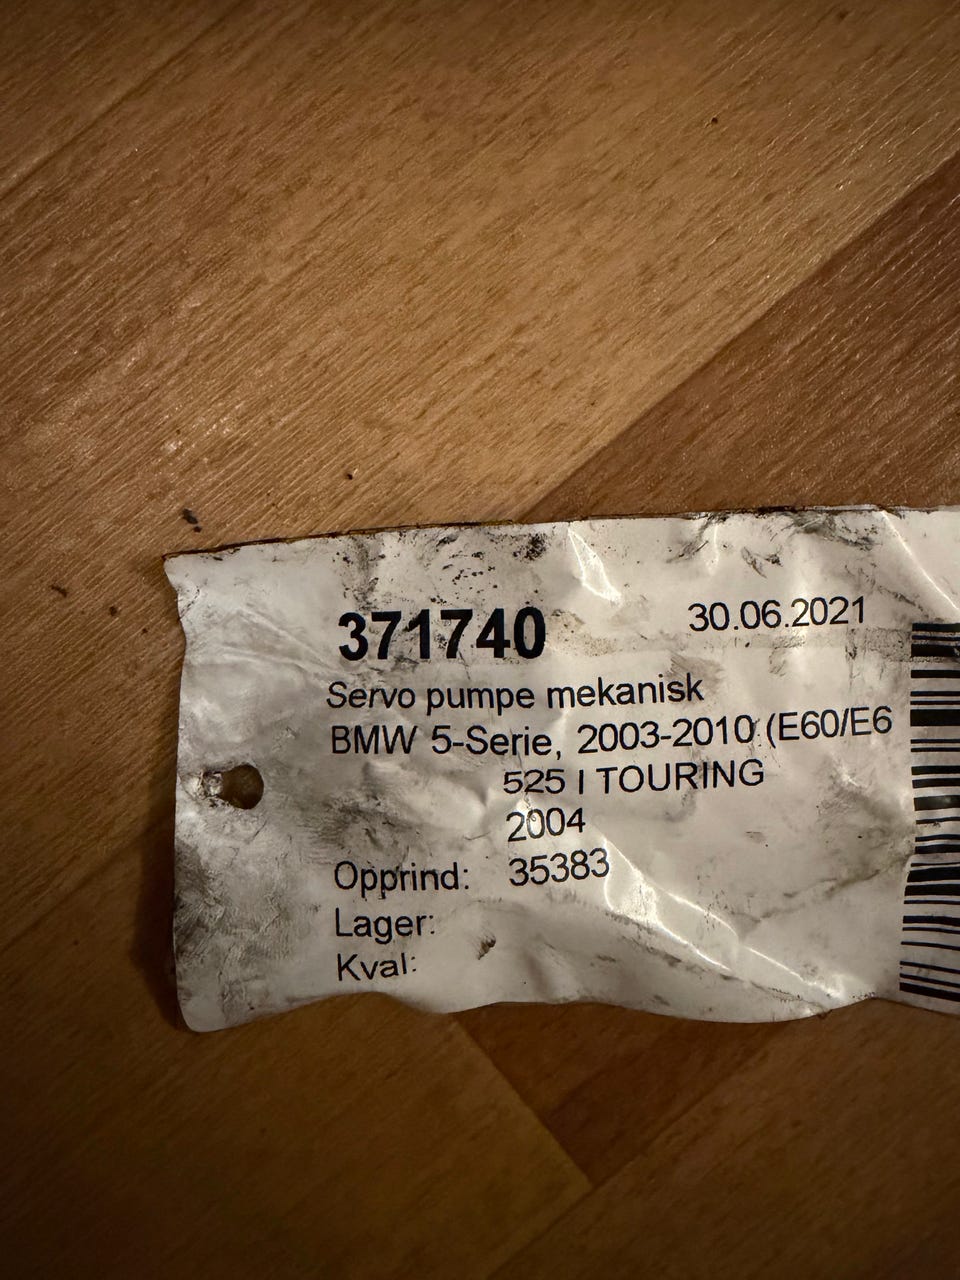 371740 30.06.2021
Servo pumpe mekanisk
BMW 5-Serie, 2003-2010 (E60/E6
525 I TOURING
2004
Opprind: 35383
Lager:
Kval: